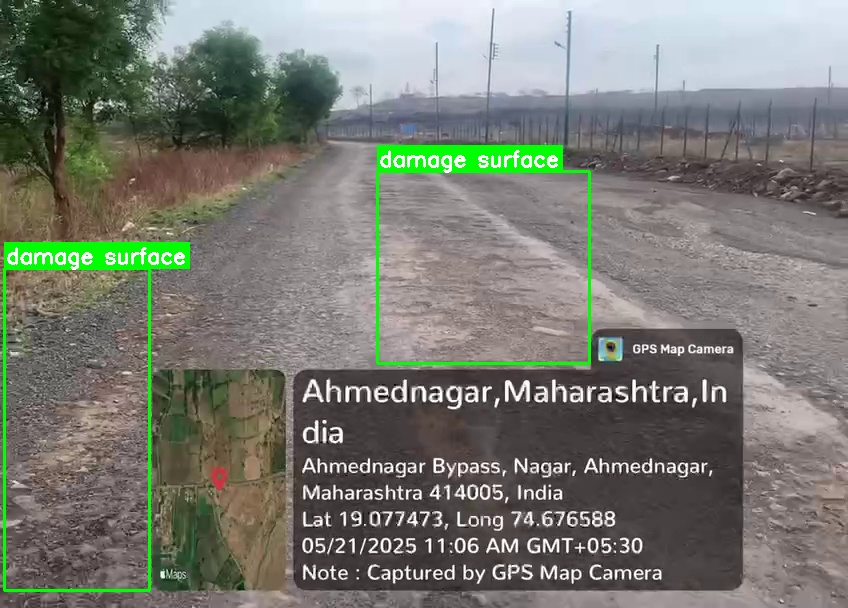 damage surface
damage surface
GPS Map Camera
Ahmednagar,Maharashtra,In
dia
Ahmednagar Bypass, Nagar, Ahmednagar,
Maharashtra 414005, India
Lat 19.077473, Long 74.676588
05/21/2025 11:06 AM GMT+05:30
Note : Captured by GPS Map Camera
Maps